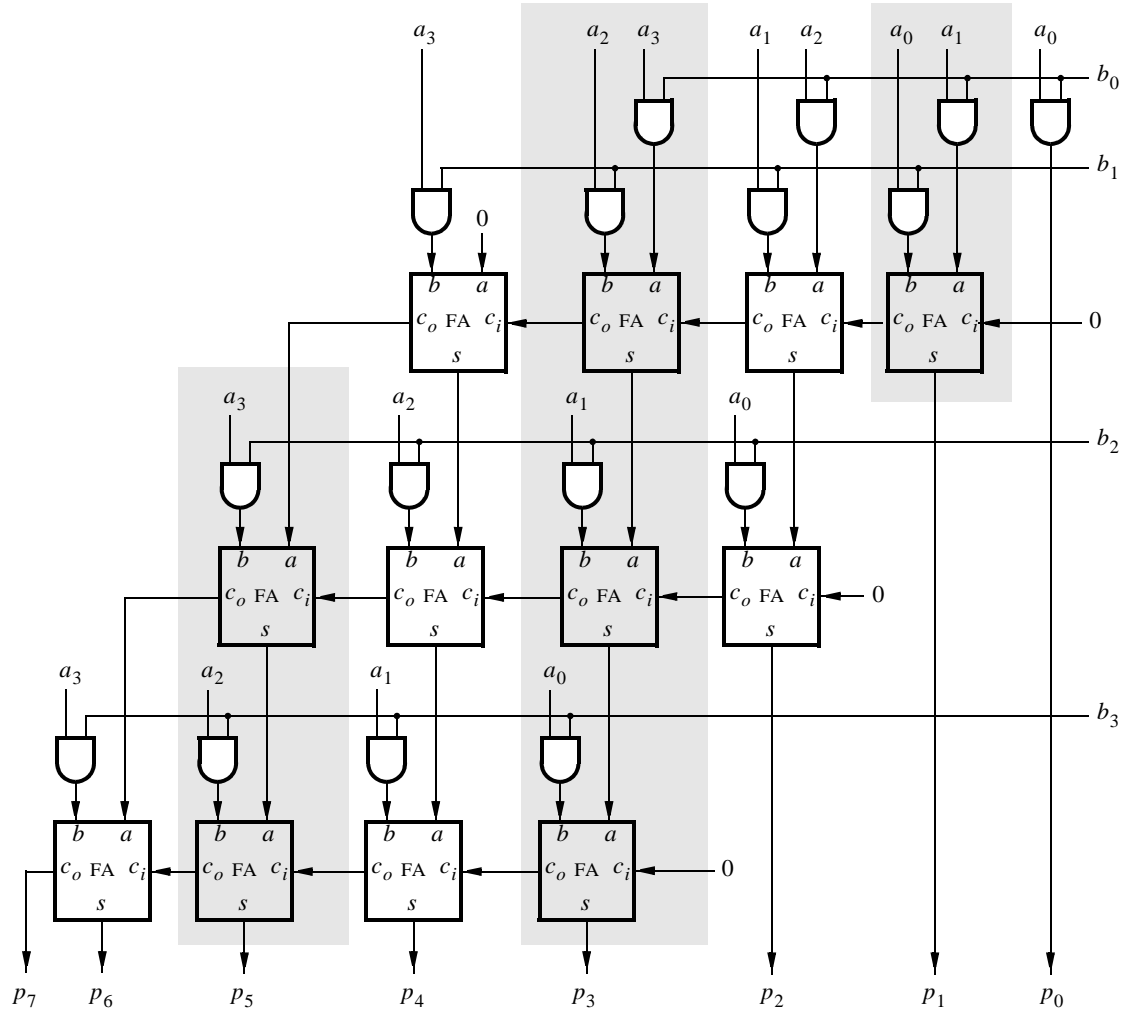 a3 a2 a3 a1 a2 a0 a1 a0
b0
b1
0
b a b a b a b a
co FA ci co FA ci co FA ci co FA ci 0
s s s s
a3 a2 a1 a0
b2
b a b a b a b a
co FA ci co FA ci co FA ci co FA ci 0
s s s s
a3 a2 a1 a0
b3
b a b a b a b a
co FA ci co FA ci co FA ci co FA ci 0
s s s s
p7 p6 p5 p4 p3 p2 p1 p0